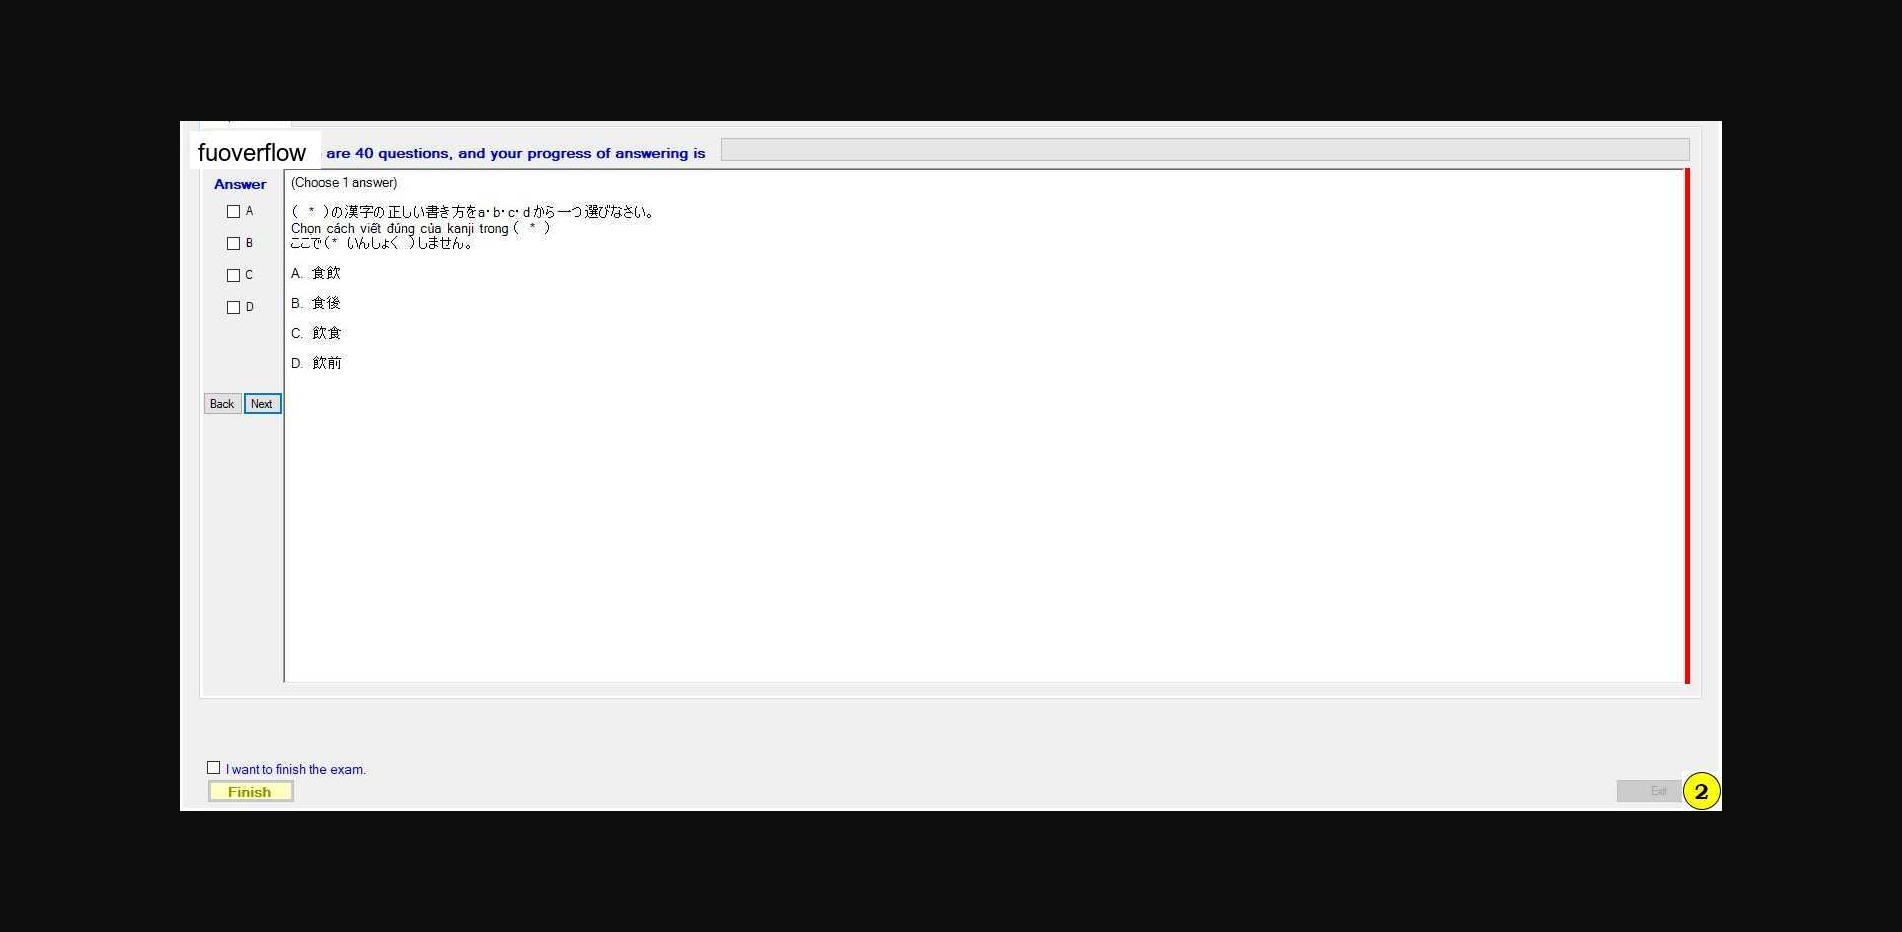 fuoverflow are 40 questions, and your progress of answering is
Answer
(Choose 1 answer)
A
B
C
D
( * )の漢字の正しい書き方をa・b・c・dから一つ選びなさい。
Chọn cách viết đúng của kanji trong ( * )
ここで(* いんしょく )しません。
A. 食飲
B. 食後
C. 飲食
D. 飲前
Back Next
I want to finish the exam.
Finish
Exit
2